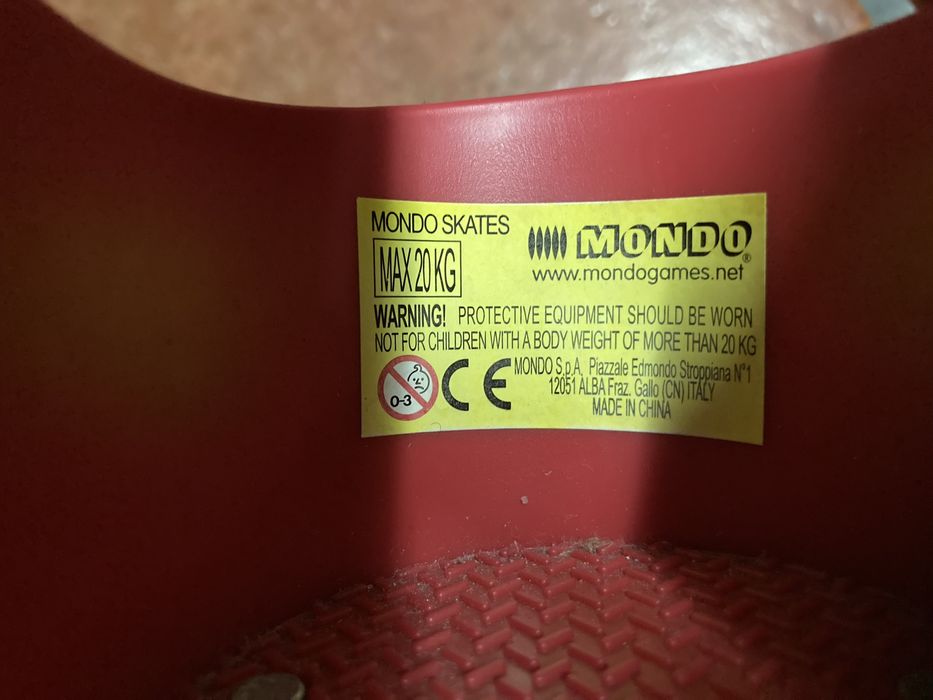 MONDO SKATES
MAX 20 KG
MONDO®
www.mondogames.net
WARNING! PROTECTIVE EQUIPMENT SHOULD BE WORN
NOT FOR CHILDREN WITH A BODY WEIGHT OF MORE THAN 20 KG
0-3
CE
MONDO S.p.A. Piazzale Edmondo Stroppiana N°1
12051 ALBA Fraz. Gallo (CN) ITALY
MADE IN CHINA